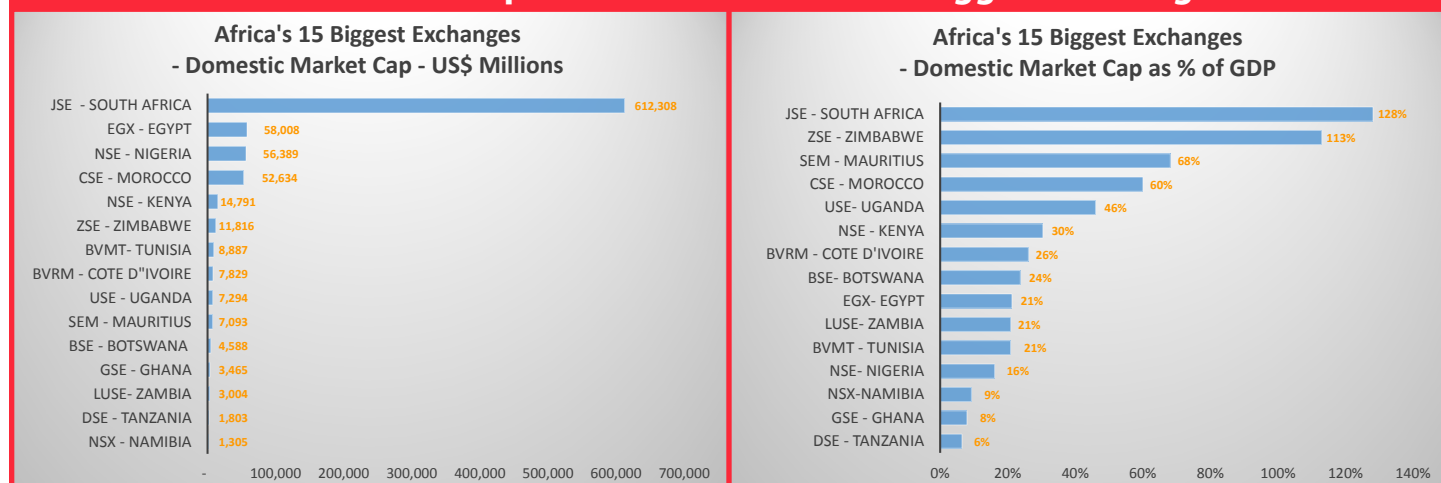 Africa's 15 Biggest Exchanges
- Domestic Market Cap - US$ Millions
JSE - SOUTH AFRICA 612,308
EGX - EGYPT 58,008
NSE - NIGERIA 56,389
CSE - MOROCCO 52,634
NSE - KENYA 14,791
ZSE - ZIMBABWE 11,816
BVMT- TUNISIA 8,887
BVRM - COTE D"IVOIRE 7,829
USE - UGANDA 7,294
SEM - MAURITIUS 7,093
BSE - BOTSWANA 4,588
GSE - GHANA 3,465
LUSE- ZAMBIA 3,004
DSE - TANZANIA 1,803
NSX - NAMIBIA 1,305
- 100,000 200,000 300,000 400,000 500,000 600,000 700,000
Africa's 15 Biggest Exchanges
- Domestic Market Cap as % of GDP
JSE - SOUTH AFRICA 128%
ZSE - ZIMBABWE 113%
SEM - MAURITIUS 68%
CSE - MOROCCO 60%
USE- UGANDA 46%
NSE - KENYA 30%
BVRM - COTE D'IVOIRE 26%
BSE- BOTSWANA 24%
EGX- EGYPT 21%
LUSE- ZAMBIA 21%
BVMT - TUNISIA 21%
NSE- NIGERIA 16%
NSX-NAMIBIA 9%
GSE - GHANA 8%
DSE - TANZANIA 6%
0% 20% 40% 60% 80% 100% 120% 140%